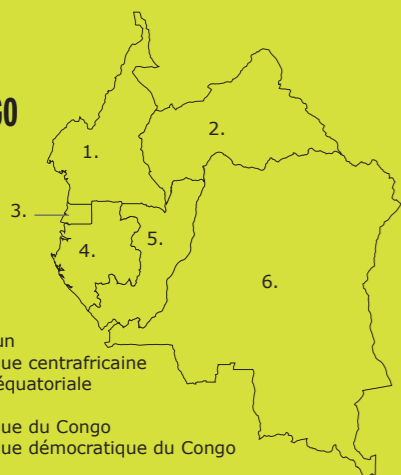 GO
2.
1.
3.
5.
4.
6.
un
ue centrafricaine
équatoriale
ue du Congo
ue démocratique du Congo